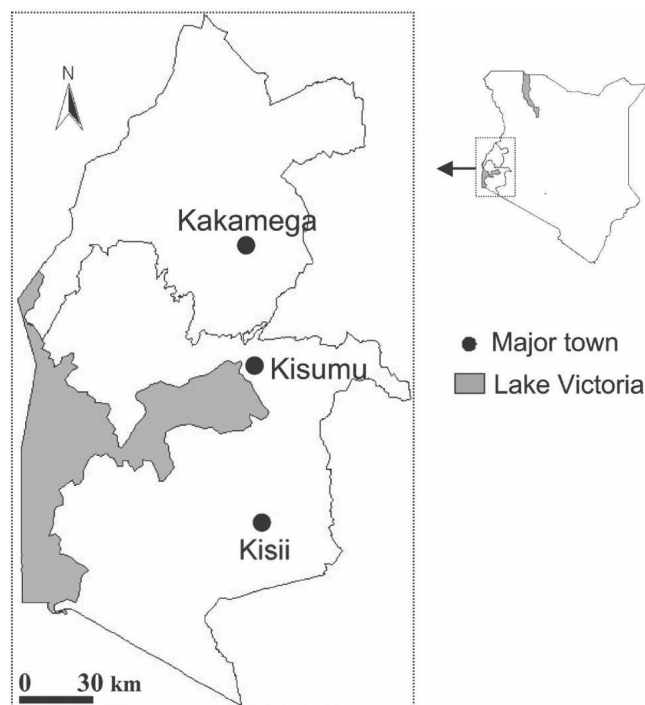 N
Kakamega
Kisumu
Kisii
0 30 km
Major town
Lake Victoria